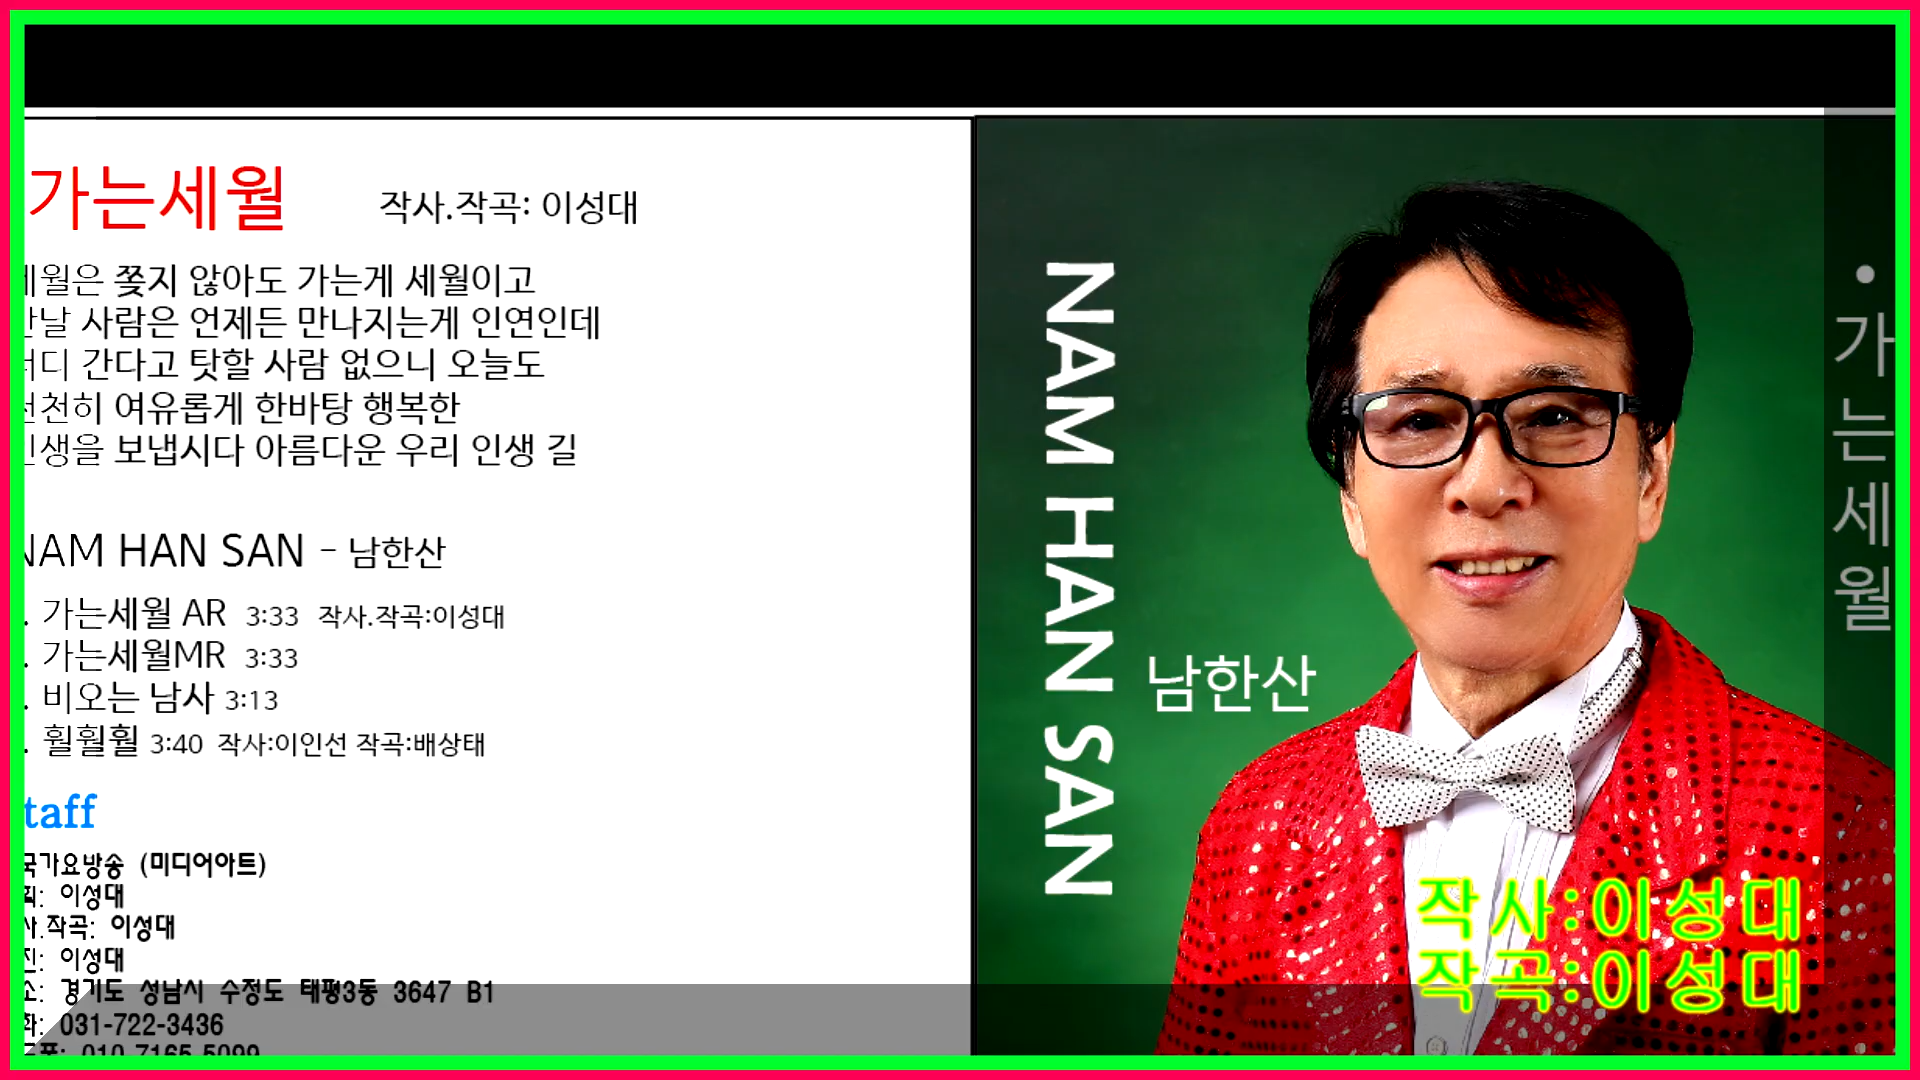 가는세월
작사.작곡: 이성대
세월은 쫒지 않아도 가는게 세월이고
만날 사람은 언제든 만나지는게 인연인데
간다고 탓할 사람 없으니 오늘도
천천히 여유롭게 한바탕 행복한
인생을 보냅시다 아름다운 우리 인생 길
NAM HAN SAN - 남한산
. 가는세월 AR 3:33 작사.작곡:이성대
. 가는세월MR 3:33
. 비오는 남사 3:13
. 훨훨훨 3:40 작사:이인선 작곡:배상태
taff
국가요방송 (미디어아트)
획: 이성대
사.작곡: 이성대
진: 이성대
소: 경기도 성남시 수정도 태평3동 3647 B1
화: 031-722-3436
010-7165-5099
NAM HAN SAN
남한산
• 가는세월
작사:이성대
작곡:이성대